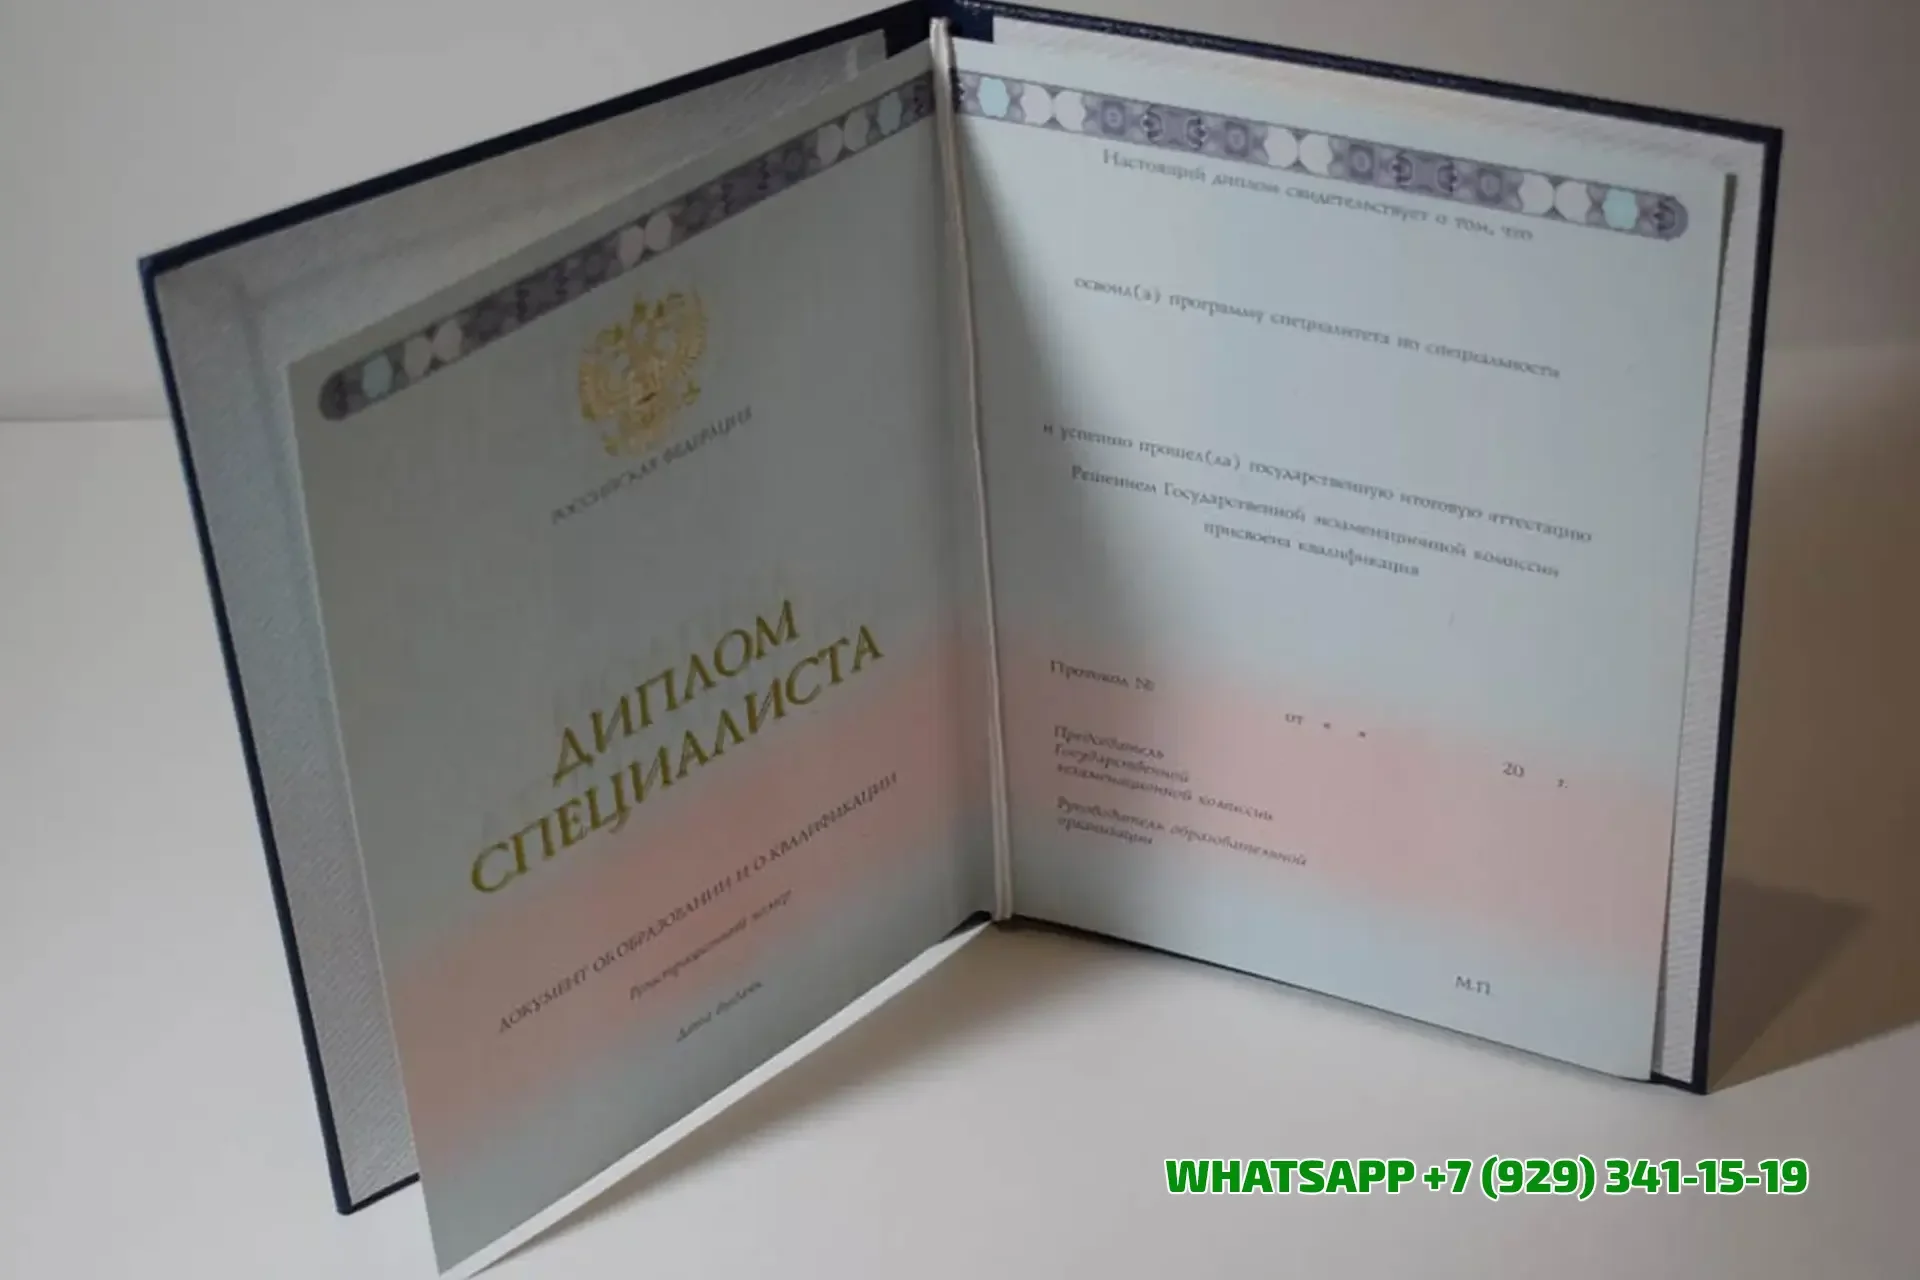 РОССИЙСКАЯ ФЕДЕРАЦИЯ
ДИПЛОМ
СПЕЦИАЛИСТА
ДОКУМЕНТ ОБ ОБРАЗОВАНИИ И О КВАЛИФИКАЦИИ
Регистрационный номер
Дата выдачи
Настоящий диплом свидетельствует о том, что
освоил(а) программу специалитета по специальности
и успешно прошел(ла) государственную итоговую аттестацию
Решением Государственной экзаменационной комиссии
присвоена квалификация
Протокол №
от « » 20 г.
Председатель
Государственной
экзаменационной комиссии
Руководитель образовательной
организации
М.П.
WHATSAPP +7 (929) 341-15-19